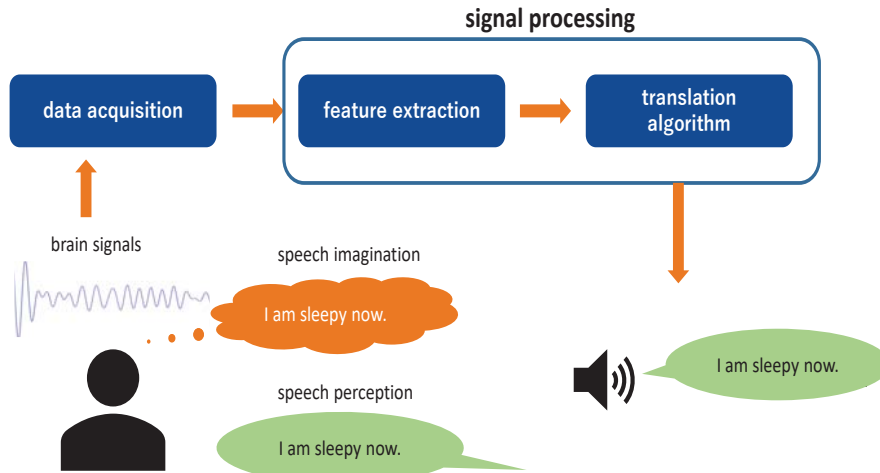 signal processing
data acquisition
feature extraction
translation
algorithm
brain signals
speech imagination
I am sleepy now.
I am sleepy now.
speech perception
I am sleepy now.